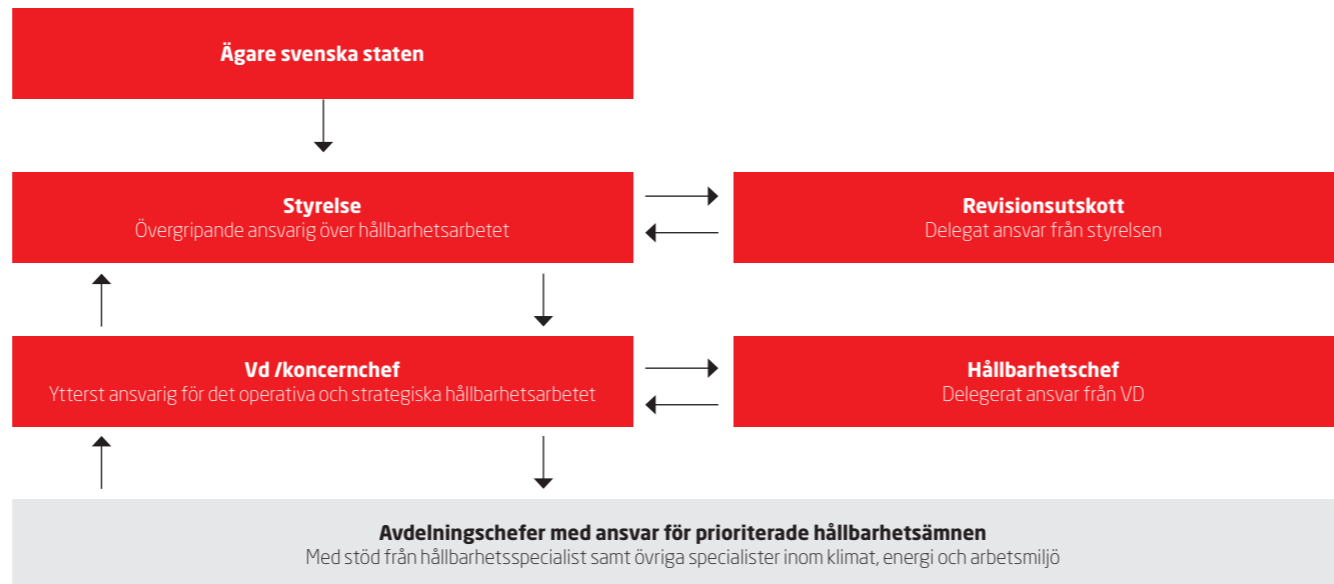 Ägare svenska staten
Styrelse
Övergripande ansvarig över hållbarhetsarbetet
Revisionsutskott
Delegat ansvar från styrelsen
Vd /koncernchef
Ytterst ansvarig för det operativa och strategiska hållbarhetsarbetet
Hållbarhetschef
Delegerat ansvar från VD
Avdelningschefer med ansvar för prioriterade hållbarhetsämnen
Med stöd från hållbarhetsspecialist samt övriga specialister inom klimat, energi och arbetsmiljö